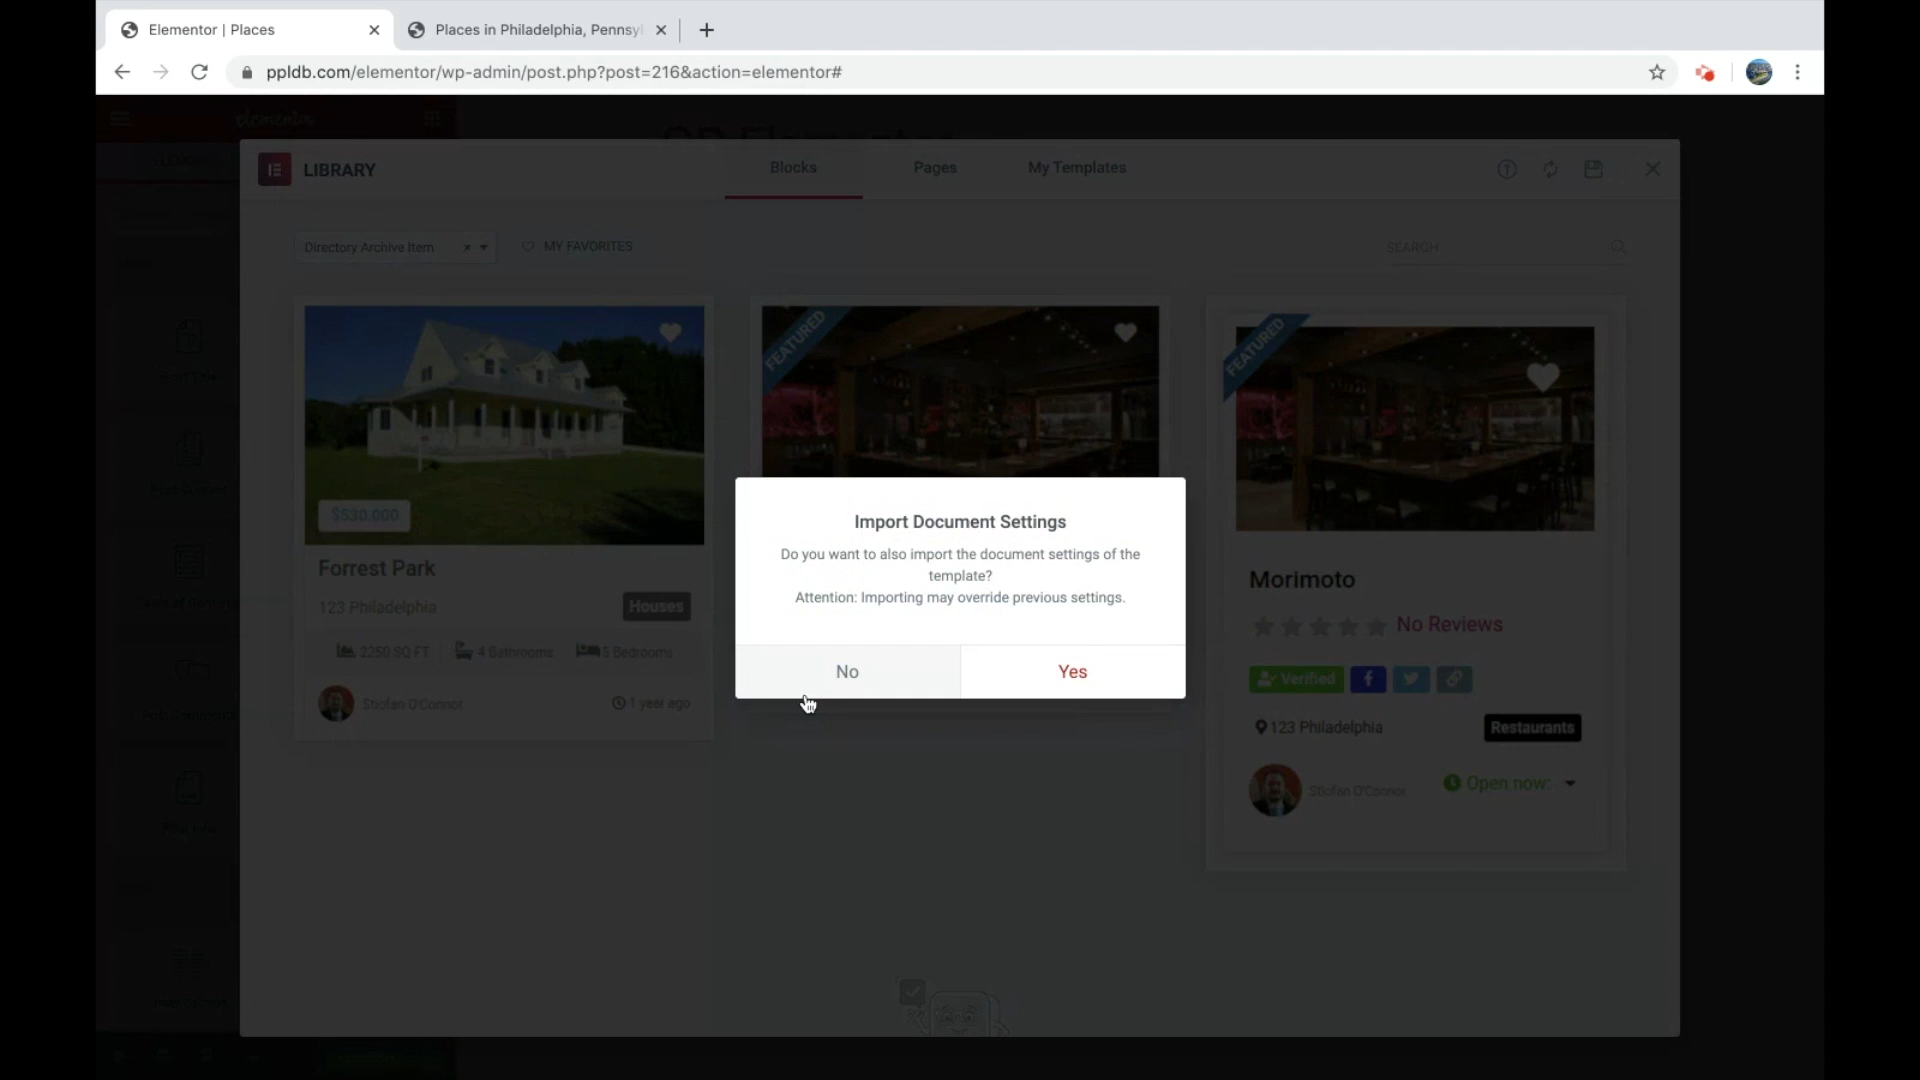 Elementor | Places
Places in Philadelphia, Pennsyl
ppldb.com/elementor/wp-admin/post.php?post=216&action=elementor#
elementor
GD Elementor
LIBRARY
Blocks
Pages
My Templates
Directory Archive Item
MY FAVORITES
SEARCH
$530.000
Forrest Park
123 Philadelphia
Houses
2250 SQ FT
4 Bathrooms
5 Bedrooms
Stiofan O'Connor
1 year ago
FEATURED
FEATURED
Morimoto
No Reviews
Verified
123 Philadelphia
Restaurants
Stiofan O'Connor
Open now:
Import Document Settings
Do you want to also import the document settings of the
template?
Attention: Importing may override previous settings.
No
Yes